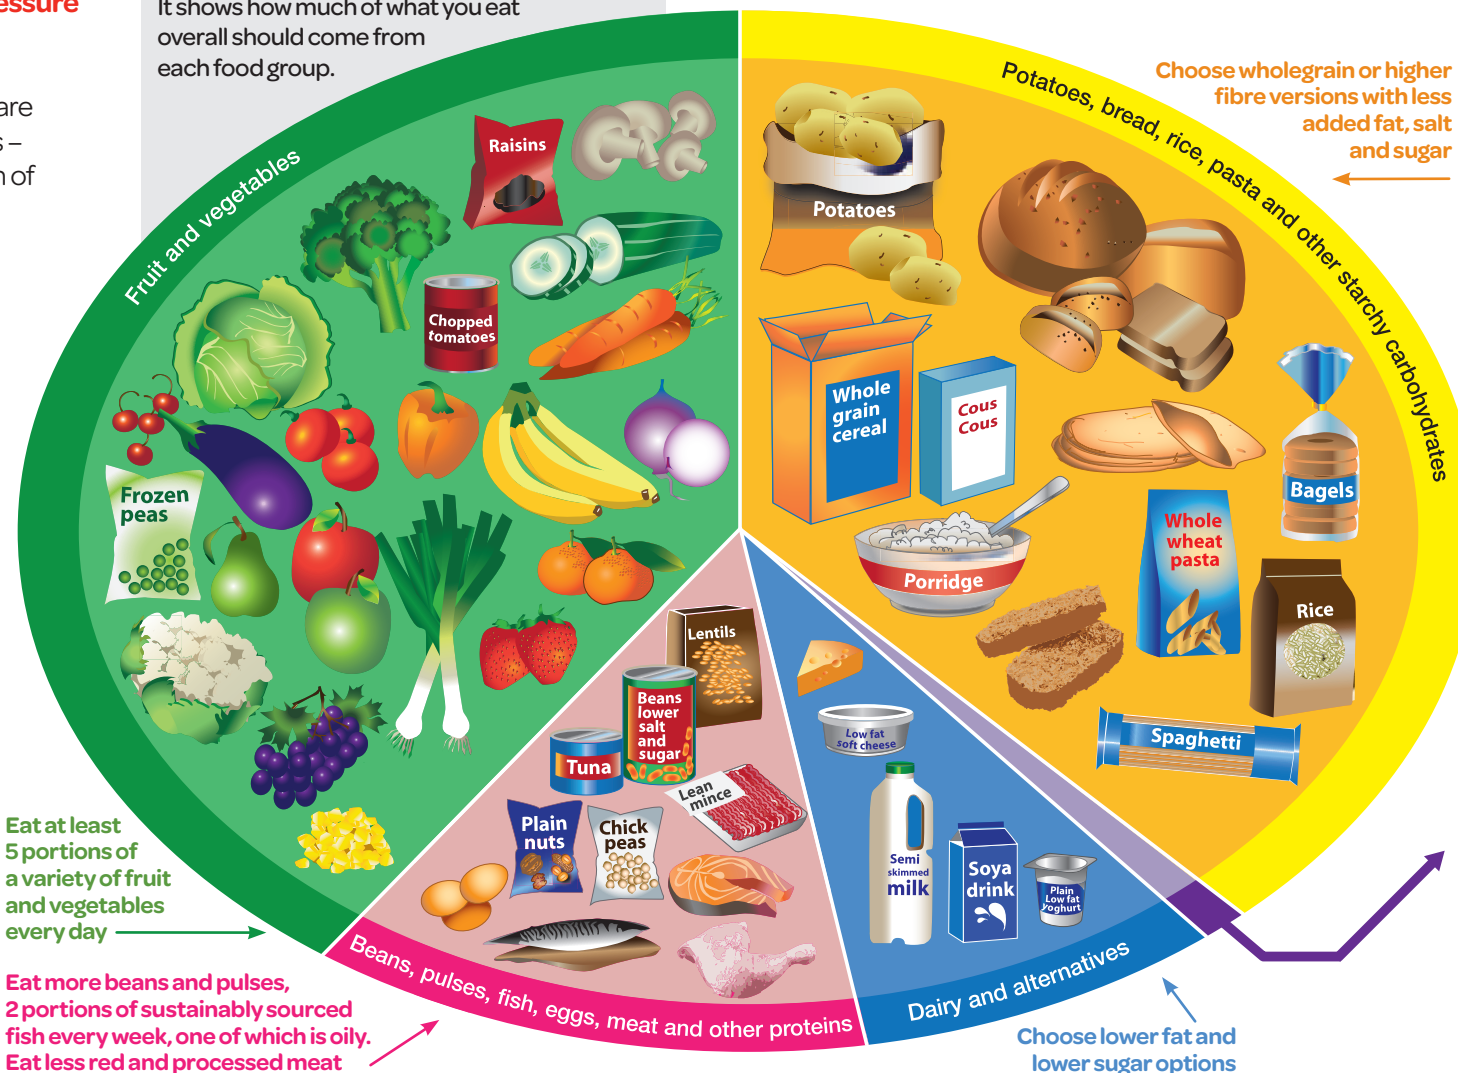 essure
It shows how much of what you eat
overall should come from
each food group.
are
s –
n of
Fruit and vegetables
Raisins
Chopped
tomatoes
Frozen
peas
Eat at least
5 portions of
a variety of fruit
and vegetables
every day
Potatoes, bread, rice, pasta and other starchy carbohydrates
Choose wholegrain or higher
fibre versions with less
added fat, salt
and sugar
Potatoes
Whole
grain
cereal
Cous
Cous
Bagels
Whole
wheat
pasta
Porridge
Rice
Spaghetti
Lentils
Beans
lower
salt
and
sugar
Tuna
Lean
mince
Plain
nuts
Chick
peas
Beans, pulses, fish, eggs, meat and other proteins
Eat more beans and pulses,
2 portions of sustainably sourced
fish every week, one of which is oily.
Eat less red and processed meat
Low fat
soft cheese
Semi
skimmed
milk
Soya
drink
Plain
Low fat
yoghurt
Dairy and alternatives
Choose lower fat and
lower sugar options